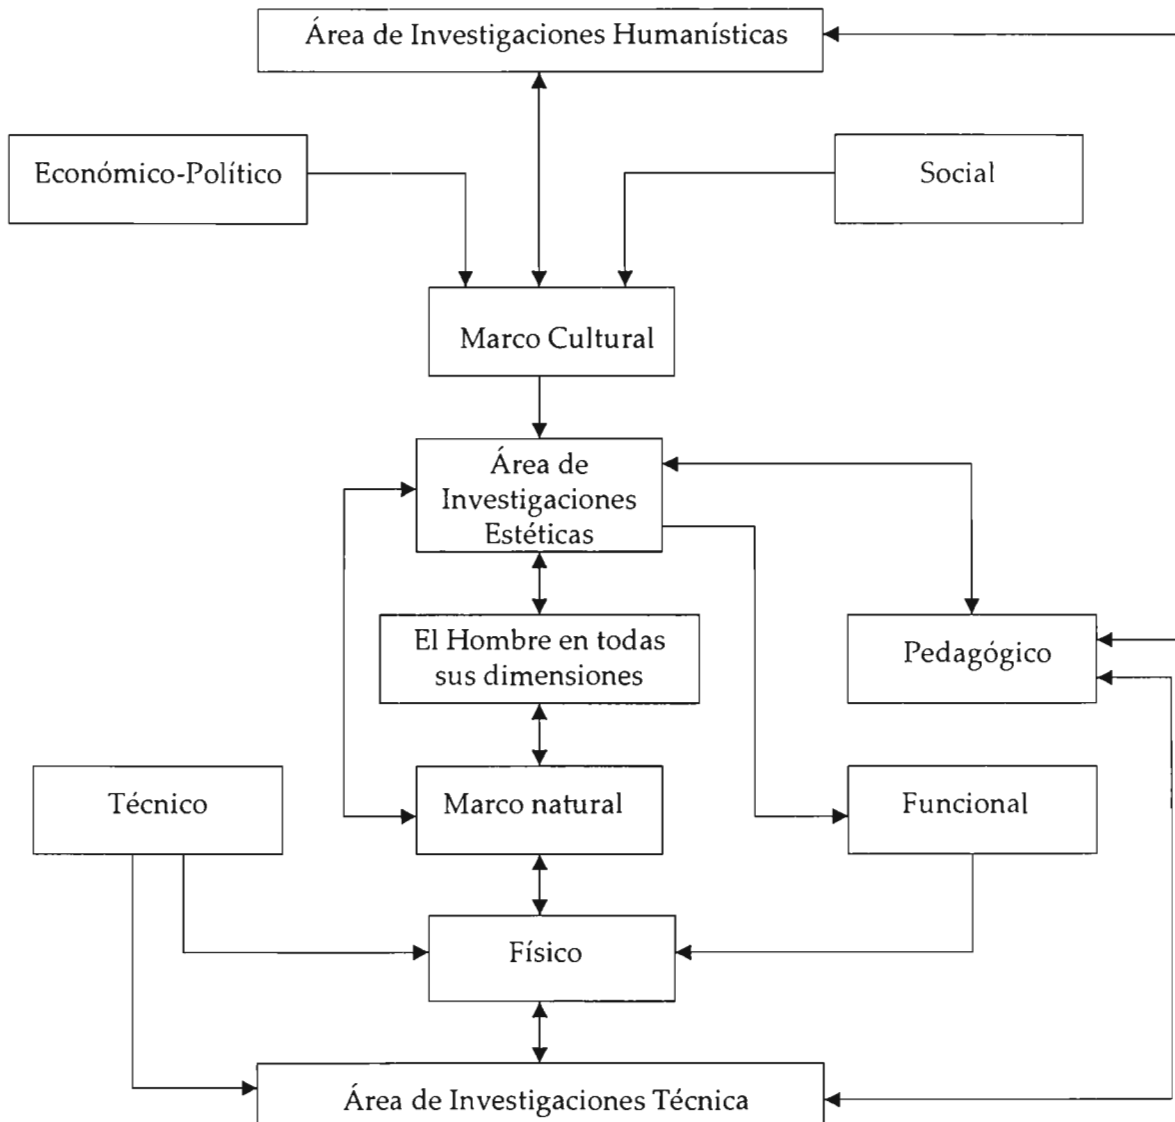 Área de Investigaciones Humanísticas
Económico-Político
Social
Marco Cultural
Área de
Investigaciones
Estéticas
El Hombre en todas
sus dimensiones
Pedagógico
Técnico
Marco natural
Funcional
Físico
Área de Investigaciones Técnica